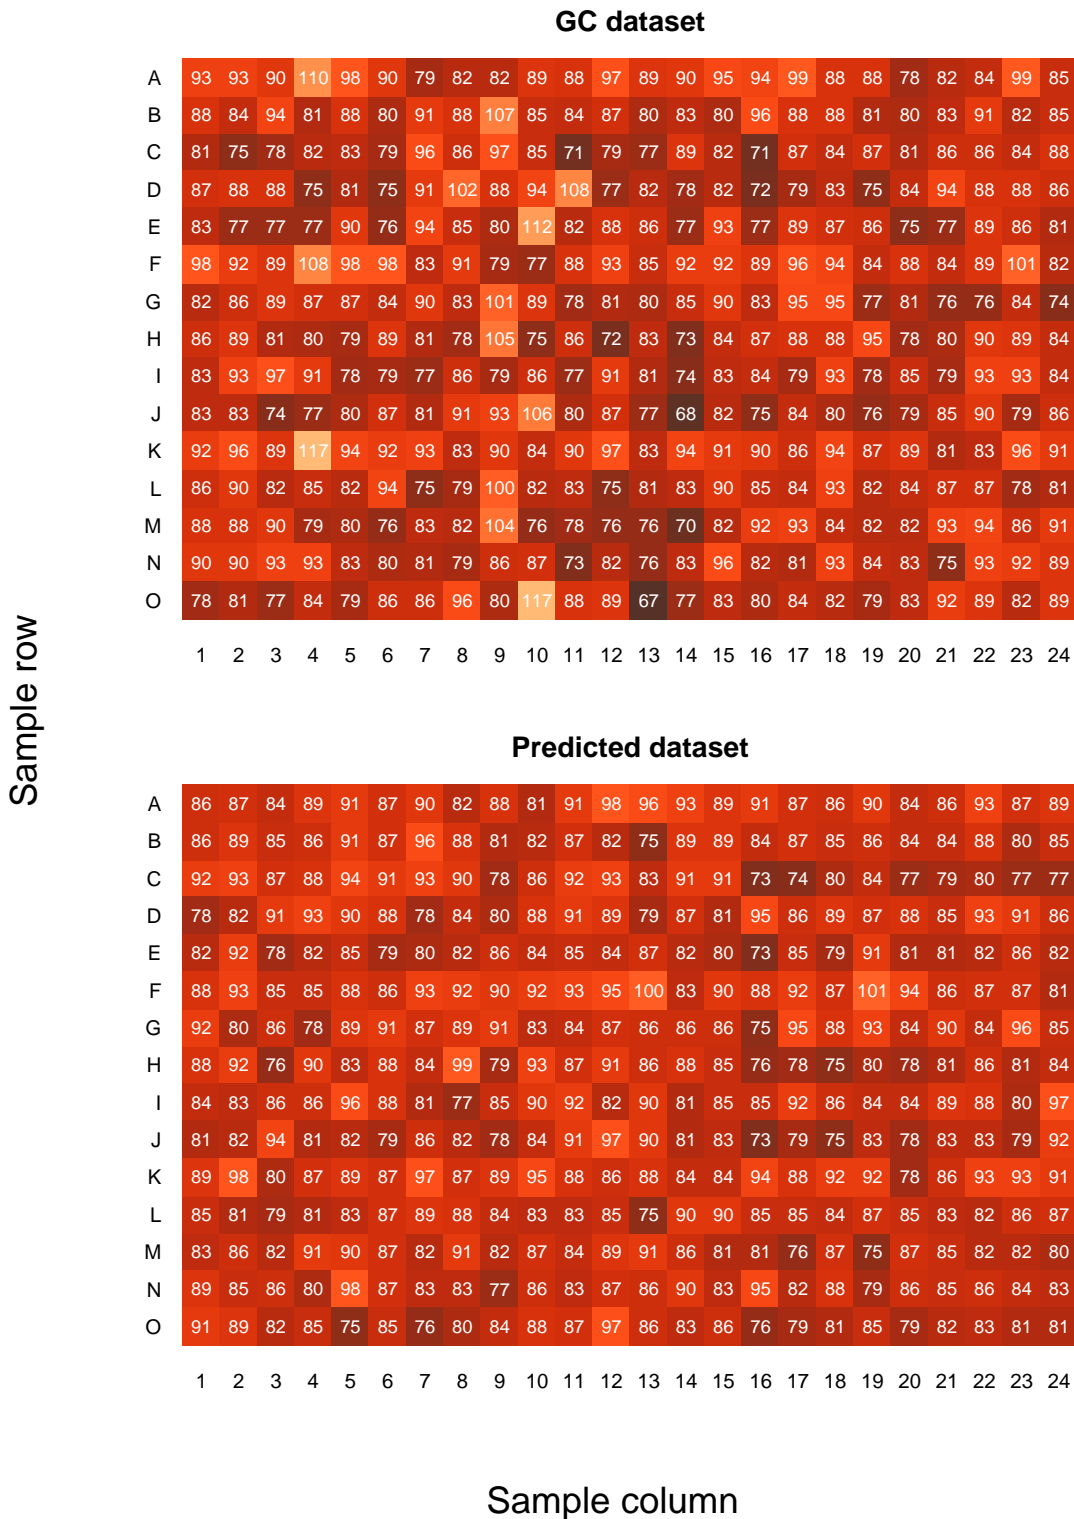 GC dataset
A 93 93 90 110 98 90 79 82 82 89 88 97 89 90 95 94 99 88 88 78 82 84 99 85
B 88 84 94 81 88 80 91 88 107 85 84 87 80 83 80 96 88 88 81 80 83 91 82 85
C 81 75 78 82 83 79 96 86 97 85 71 79 77 89 82 71 87 84 87 81 86 86 84 88
D 87 88 88 75 81 75 91 102 88 94 108 77 82 78 82 72 79 83 75 84 94 88 88 86
E 83 77 77 77 90 76 94 85 80 112 82 88 86 77 93 77 89 87 86 75 77 89 86 81
F 98 92 89 108 98 98 83 91 79 77 88 93 85 92 92 89 96 94 84 88 84 89 101 82
G 82 86 89 87 87 84 90 83 101 89 78 81 80 85 90 83 95 95 77 81 76 76 84 74
H 86 89 81 80 79 89 81 78 105 75 86 72 83 73 84 87 88 88 95 78 80 90 89 84
I 83 93 97 91 78 79 77 86 79 86 77 91 81 74 83 84 79 93 78 85 79 93 93 84
J 83 83 74 77 80 87 81 91 93 106 80 87 77 68 82 75 84 80 76 79 85 90 79 86
K 92 96 89 117 94 92 93 83 90 84 90 97 83 94 91 90 86 94 87 89 81 83 96 91
L 86 90 82 85 82 94 75 79 100 82 83 75 81 83 90 85 84 93 82 84 87 87 78 81
M 88 88 90 79 80 76 83 82 104 76 78 76 76 70 82 92 93 84 82 82 93 94 86 91
N 90 90 93 93 83 80 81 79 86 87 73 82 76 83 96 82 81 93 84 83 75 93 92 89
O 78 81 77 84 79 86 86 96 80 117 88 89 67 77 83 80 84 82 79 83 92 89 82 89
1 2 3 4 5 6 7 8 9 10 11 12 13 14 15 16 17 18 19 20 21 22 23 24
Sample row
Predicted dataset
A 86 87 84 89 91 87 90 82 88 81 91 98 96 93 89 91 87 86 90 84 86 93 87 89
B 86 89 85 86 91 87 96 88 81 82 87 82 75 89 89 84 87 85 86 84 84 88 80 85
C 92 93 87 88 94 91 93 90 78 86 92 93 83 91 91 73 74 80 84 77 79 80 77 77
D 78 82 91 93 90 88 78 84 80 88 91 89 79 87 81 95 86 89 87 88 85 93 91 86
E 82 92 78 82 85 79 80 82 86 84 85 84 87 82 80 73 85 79 91 81 81 82 86 82
F 88 93 85 85 88 86 93 92 90 92 93 95 100 83 90 88 92 87 101 94 86 87 87 81
G 92 80 86 78 89 91 87 89 91 83 84 87 86 86 86 75 95 88 93 84 90 84 96 85
H 88 92 76 90 83 88 84 99 79 93 87 91 86 88 85 76 78 75 80 78 81 86 81 84
I 84 83 86 86 96 88 81 77 85 90 92 82 90 81 85 85 92 86 84 84 89 88 80 97
J 81 82 94 81 82 79 86 82 78 84 91 97 90 81 83 73 79 75 83 78 83 83 79 92
K 89 98 80 87 89 87 97 87 89 95 88 86 88 84 84 94 88 92 92 78 86 93 93 91
L 85 81 79 81 83 87 89 88 84 83 83 85 75 90 90 85 85 84 87 85 83 82 86 87
M 83 86 82 91 90 87 82 91 82 87 84 89 91 86 81 81 76 87 75 87 85 82 82 80
N 89 85 86 80 98 87 83 83 77 86 83 87 86 90 83 95 82 88 79 86 85 86 84 83
O 91 89 82 85 75 85 76 80 84 88 87 97 86 83 86 76 79 81 85 79 82 83 81 81
1 2 3 4 5 6 7 8 9 10 11 12 13 14 15 16 17 18 19 20 21 22 23 24
Sample column